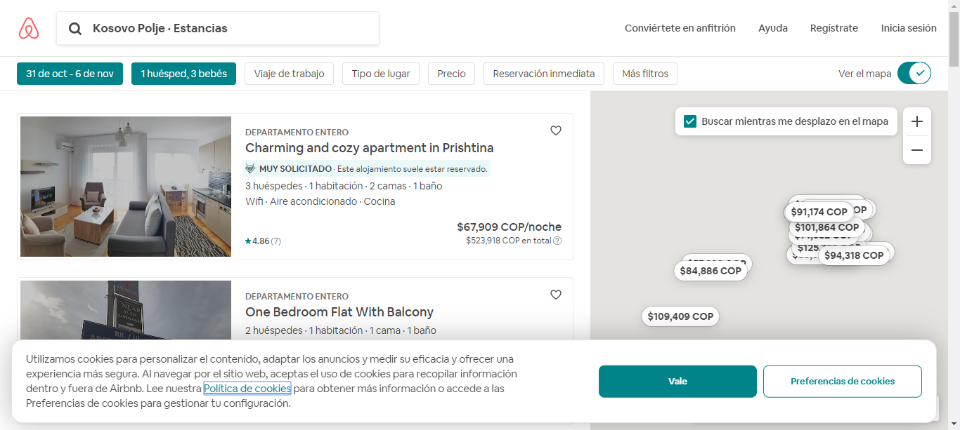 Kosovo Polje · Estancias
Conviértete en anfitrión
Ayuda
Regístrate
Inicia sesión
31 de oct - 6 de nov
1 huésped, 3 bebés
Viaje de trabajo
Tipo de lugar
Precio
Reservación inmediata
Más filtros
Ver el mapa
DEPARTAMENTO ENTERO
Charming and cozy apartment in Prishtina
MUY SOLICITADO · Este alojamiento suele estar reservado.
3 huéspedes · 1 habitación · 2 camas · 1 baño
Wifi · Aire acondicionado · Cocina
$67,909 COP/noche
4.86 (7)
$523,918 COP en total
DEPARTAMENTO ENTERO
One Bedroom Flat With Balcony
2 huéspedes · 1 habitación · 1 cama · 1 baño
Buscar mientras me desplazo en el mapa
$91,174 COP
$101,864 COP
$94,318 COP
$84,886 COP
$109,409 COP
Utilizamos cookies para personalizar el contenido, adaptar los anuncios y medir su eficacia y ofrecer una
experiencia más segura. Al navegar por el sitio web, aceptas el uso de cookies para recopilar información
dentro y fuera de Airbnb. Lee nuestra Política de cookies para obtener más información o accede a las
Preferencias de cookies para gestionar tu configuración.
Vale
Preferencias de cookies